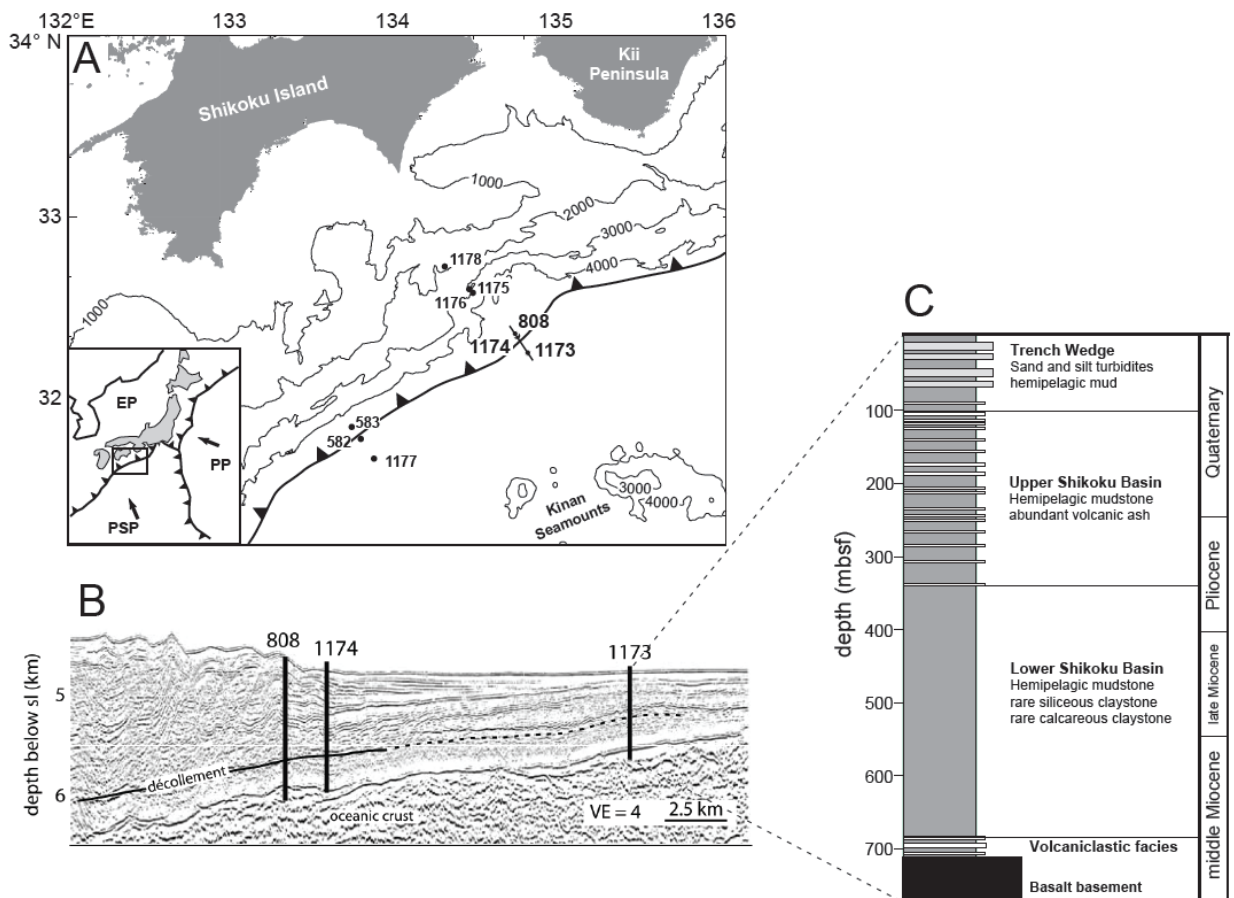 132°E 133 134 135 136
34° N
A
Kii
Peninsula
Shikoku Island
1000
33
2000
3000
4000
1178
1175
1176
1000
808
1174
1173
32
583
582
1177
3000
4000
Kinan
Seamounts
EP
PP
PSP
B
808
1174
1173
depth below sl (km)
5
6
décollement
oceanic crust
VE = 4
2.5 km
C
depth (mbsf)
100
200
300
400
500
600
700
Trench Wedge
Sand and silt turbidites
hemipelagic mud
Upper Shikoku Basin
Hemipelagic mudstone
abundant volcanic ash
Lower Shikoku Basin
Hemipelagic mudstone
rare siliceous claystone
rare calcareous claystone
Volcaniclastic facies
Basalt basement
Quaternary
Pliocene
late Miocene
middle Miocene